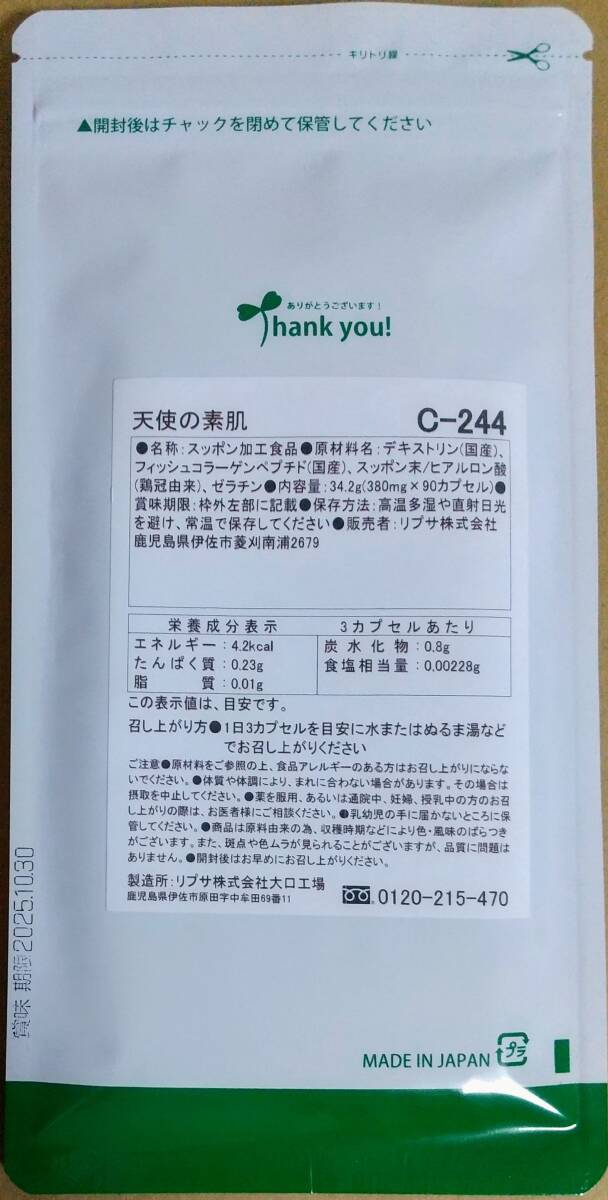 キリトリ線
▲開封後はチャックを閉めて保管してください
ありがとうございます!
Thank you!
天使の素肌 C-244
●名称:スッポン加工食品●原材料名:デキストリン(国産)、
フィッシュコラーゲンペプチド(国産)、スッポン末/ヒアルロン酸
(鶏冠由来)、ゼラチン●内容量:34.2g(380mg×90カプセル)●
賞味期限:枠外左部に記載●保存方法:高温多湿や直射日光
を避け、常温で保存してください●販売者:リプサ株式会社
鹿児島県伊佐市菱刈南浦2679
栄養成分表示 3カプセルあたり
エネルギー:4.2kcal 炭水化物:0.8g
たんぱく質:0.23g 食塩相当量:0.00228g
脂質:0.01g
この表示値は、目安です。
召し上がり方●1日3カプセルを目安に水またはぬるま湯など
でお召し上がりください
ご注意●原材料をご参照の上、食品アレルギーのある方はお召し上がりにならな
いでください。●体質や体調により、まれに合わない場合があります。その場合は
摂取を中止してください。●薬を服用、あるいは通院中、妊婦、授乳中の方のお召
し上がりの際は、お医者様にご相談ください。●乳幼児の手に届かないところに保
管してください。●商品は原料由来の為、収穫時期などにより色・風味のばらつき
がございます。また、斑点や色ムラが見られることがございますが、品質に問題は
ありません。●開封後はお早めにお召し上がりください。
製造所:リプサ株式会社大口工場
鹿児島県伊佐市原田字中牟田69番11
0120-215-470
賞味期限2025.10.30
MADE IN JAPAN
プラ